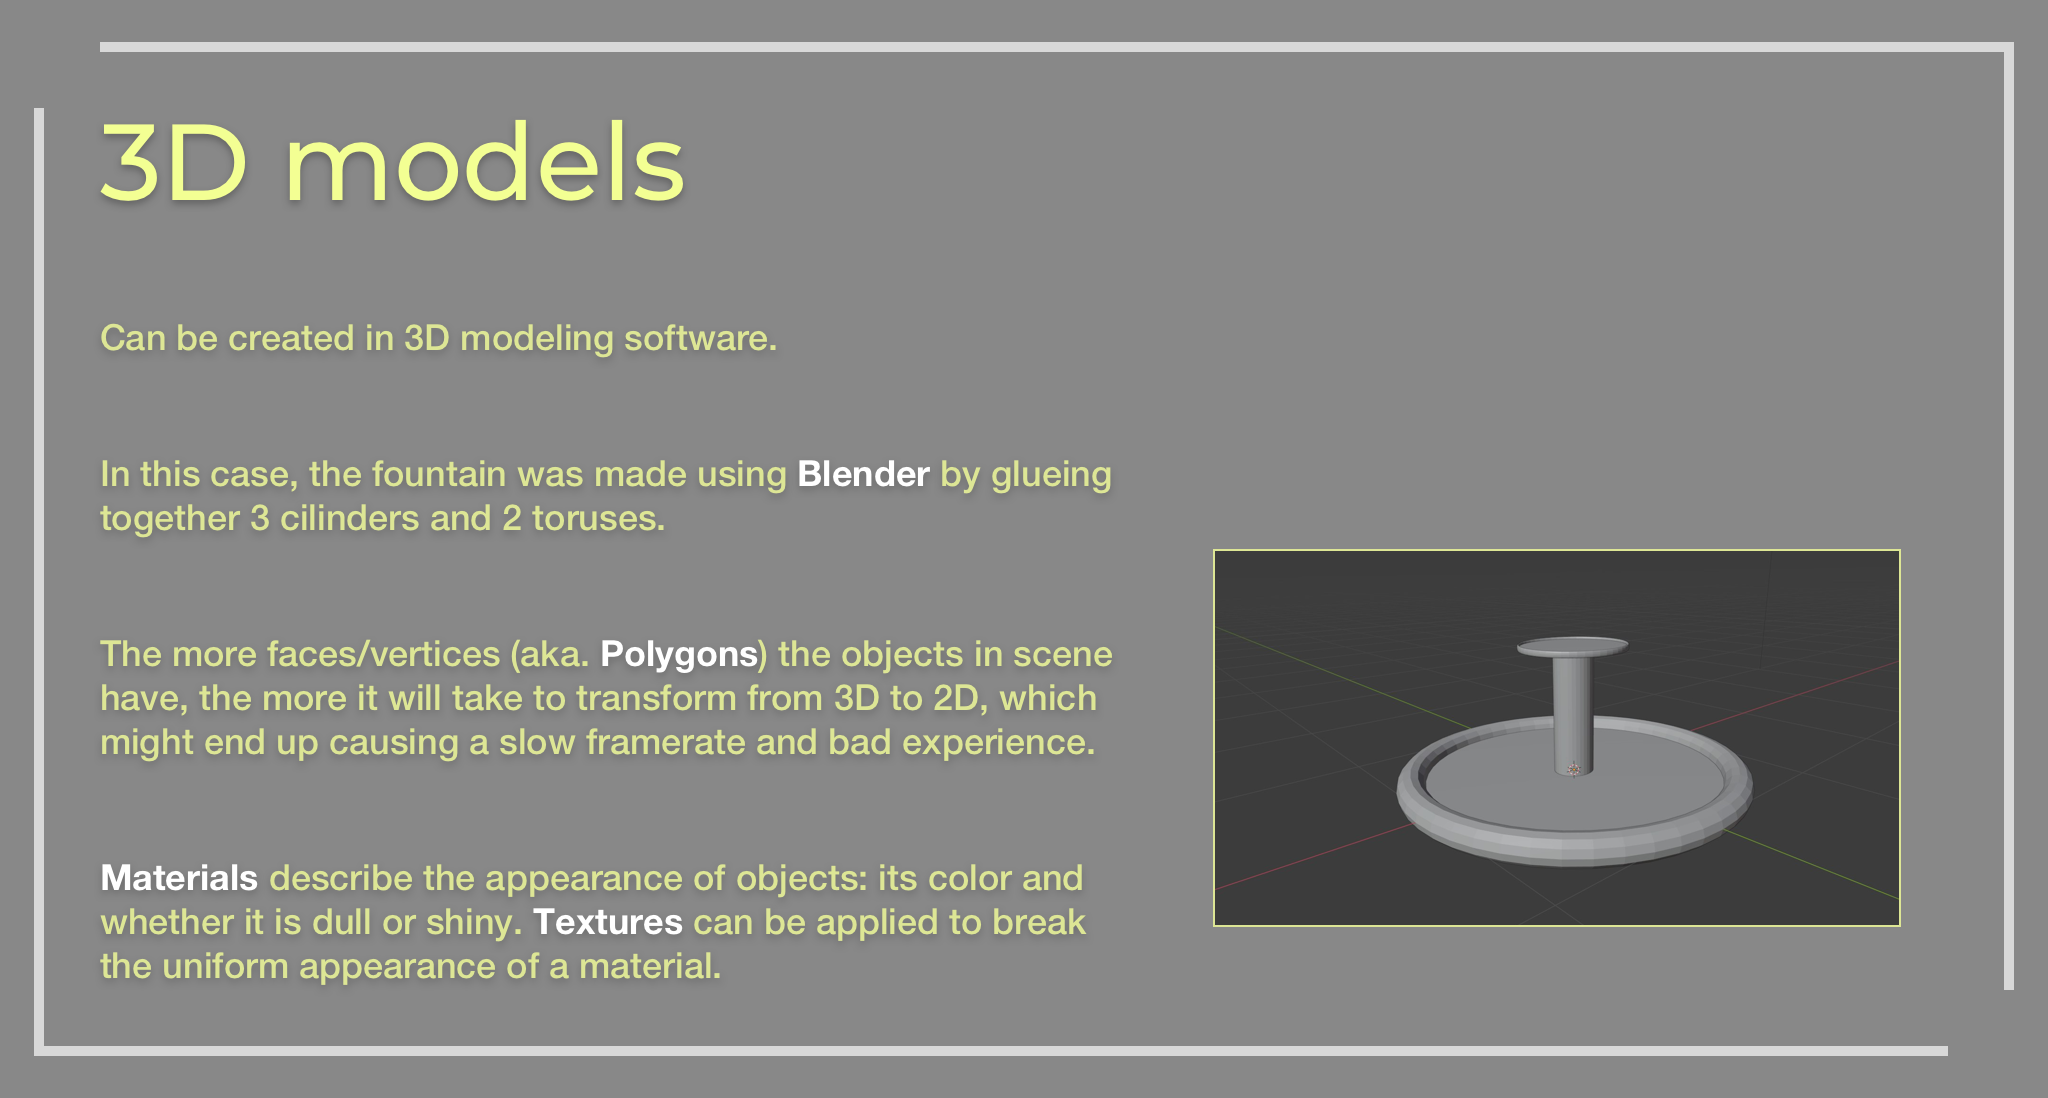 3D models
Can be created in 3D modeling software.
In this case, the fountain was made using Blender by glueing
together 3 cilinders and 2 toruses.
The more faces/vertices (aka. Polygons) the objects in scene
have, the more it will take to transform from 3D to 2D, which
might end up causing a slow framerate and bad experience.
Materials describe the appearance of objects: its color and
whether it is dull or shiny. Textures can be applied to break
the uniform appearance of a material.